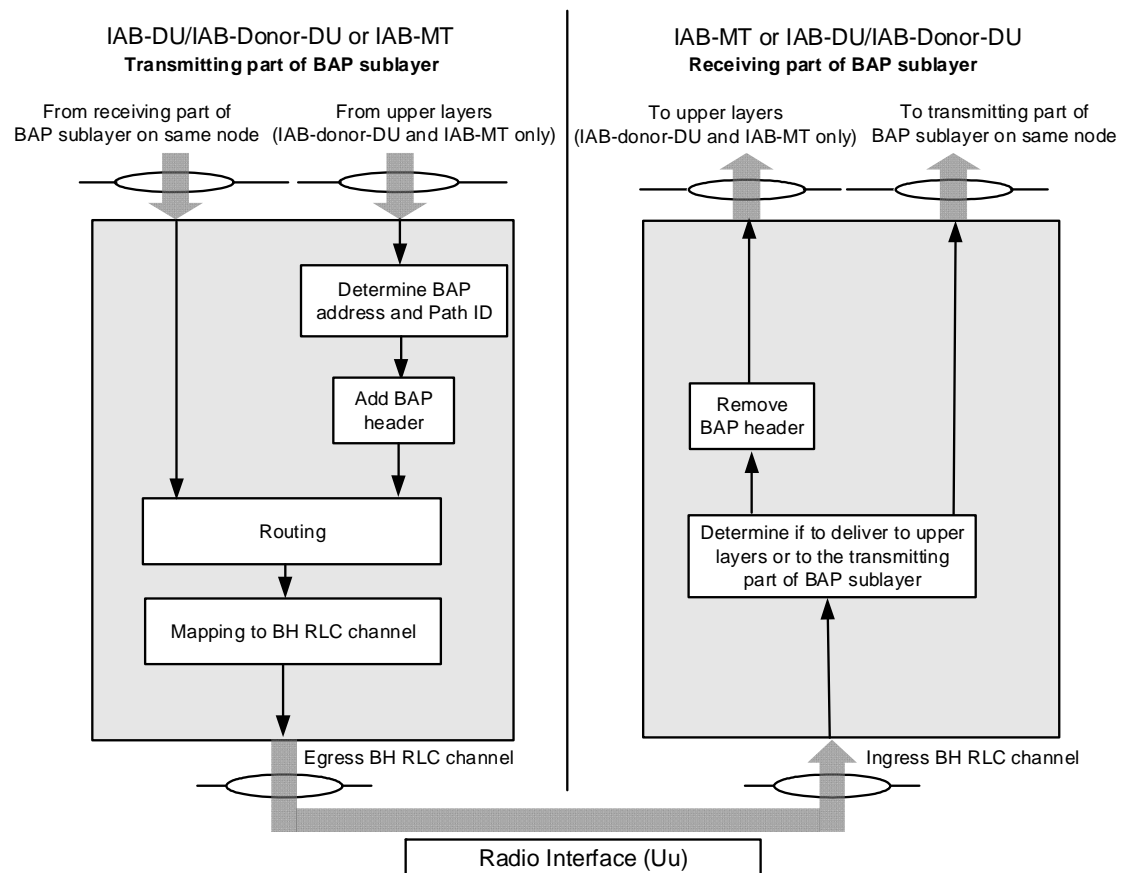 IAB-DU/IAB-Donor-DU or IAB-MT
Transmitting part of BAP sublayer
From receiving part of
BAP sublayer on same node
From upper layers
(IAB-donor-DU and IAB-MT only)
Determine BAP
address and Path ID
Add BAP
header
Routing
Mapping to BH RLC channel
Egress BH RLC channel
IAB-MT or IAB-DU/IAB-Donor-DU
Receiving part of BAP sublayer
To upper layers
(IAB-donor-DU and IAB-MT only)
To transmitting part of
BAP sublayer on same node
Remove
BAP header
Determine if to deliver to upper
layers or to the transmitting
part of BAP sublayer
Ingress BH RLC channel
Radio Interface (Uu)